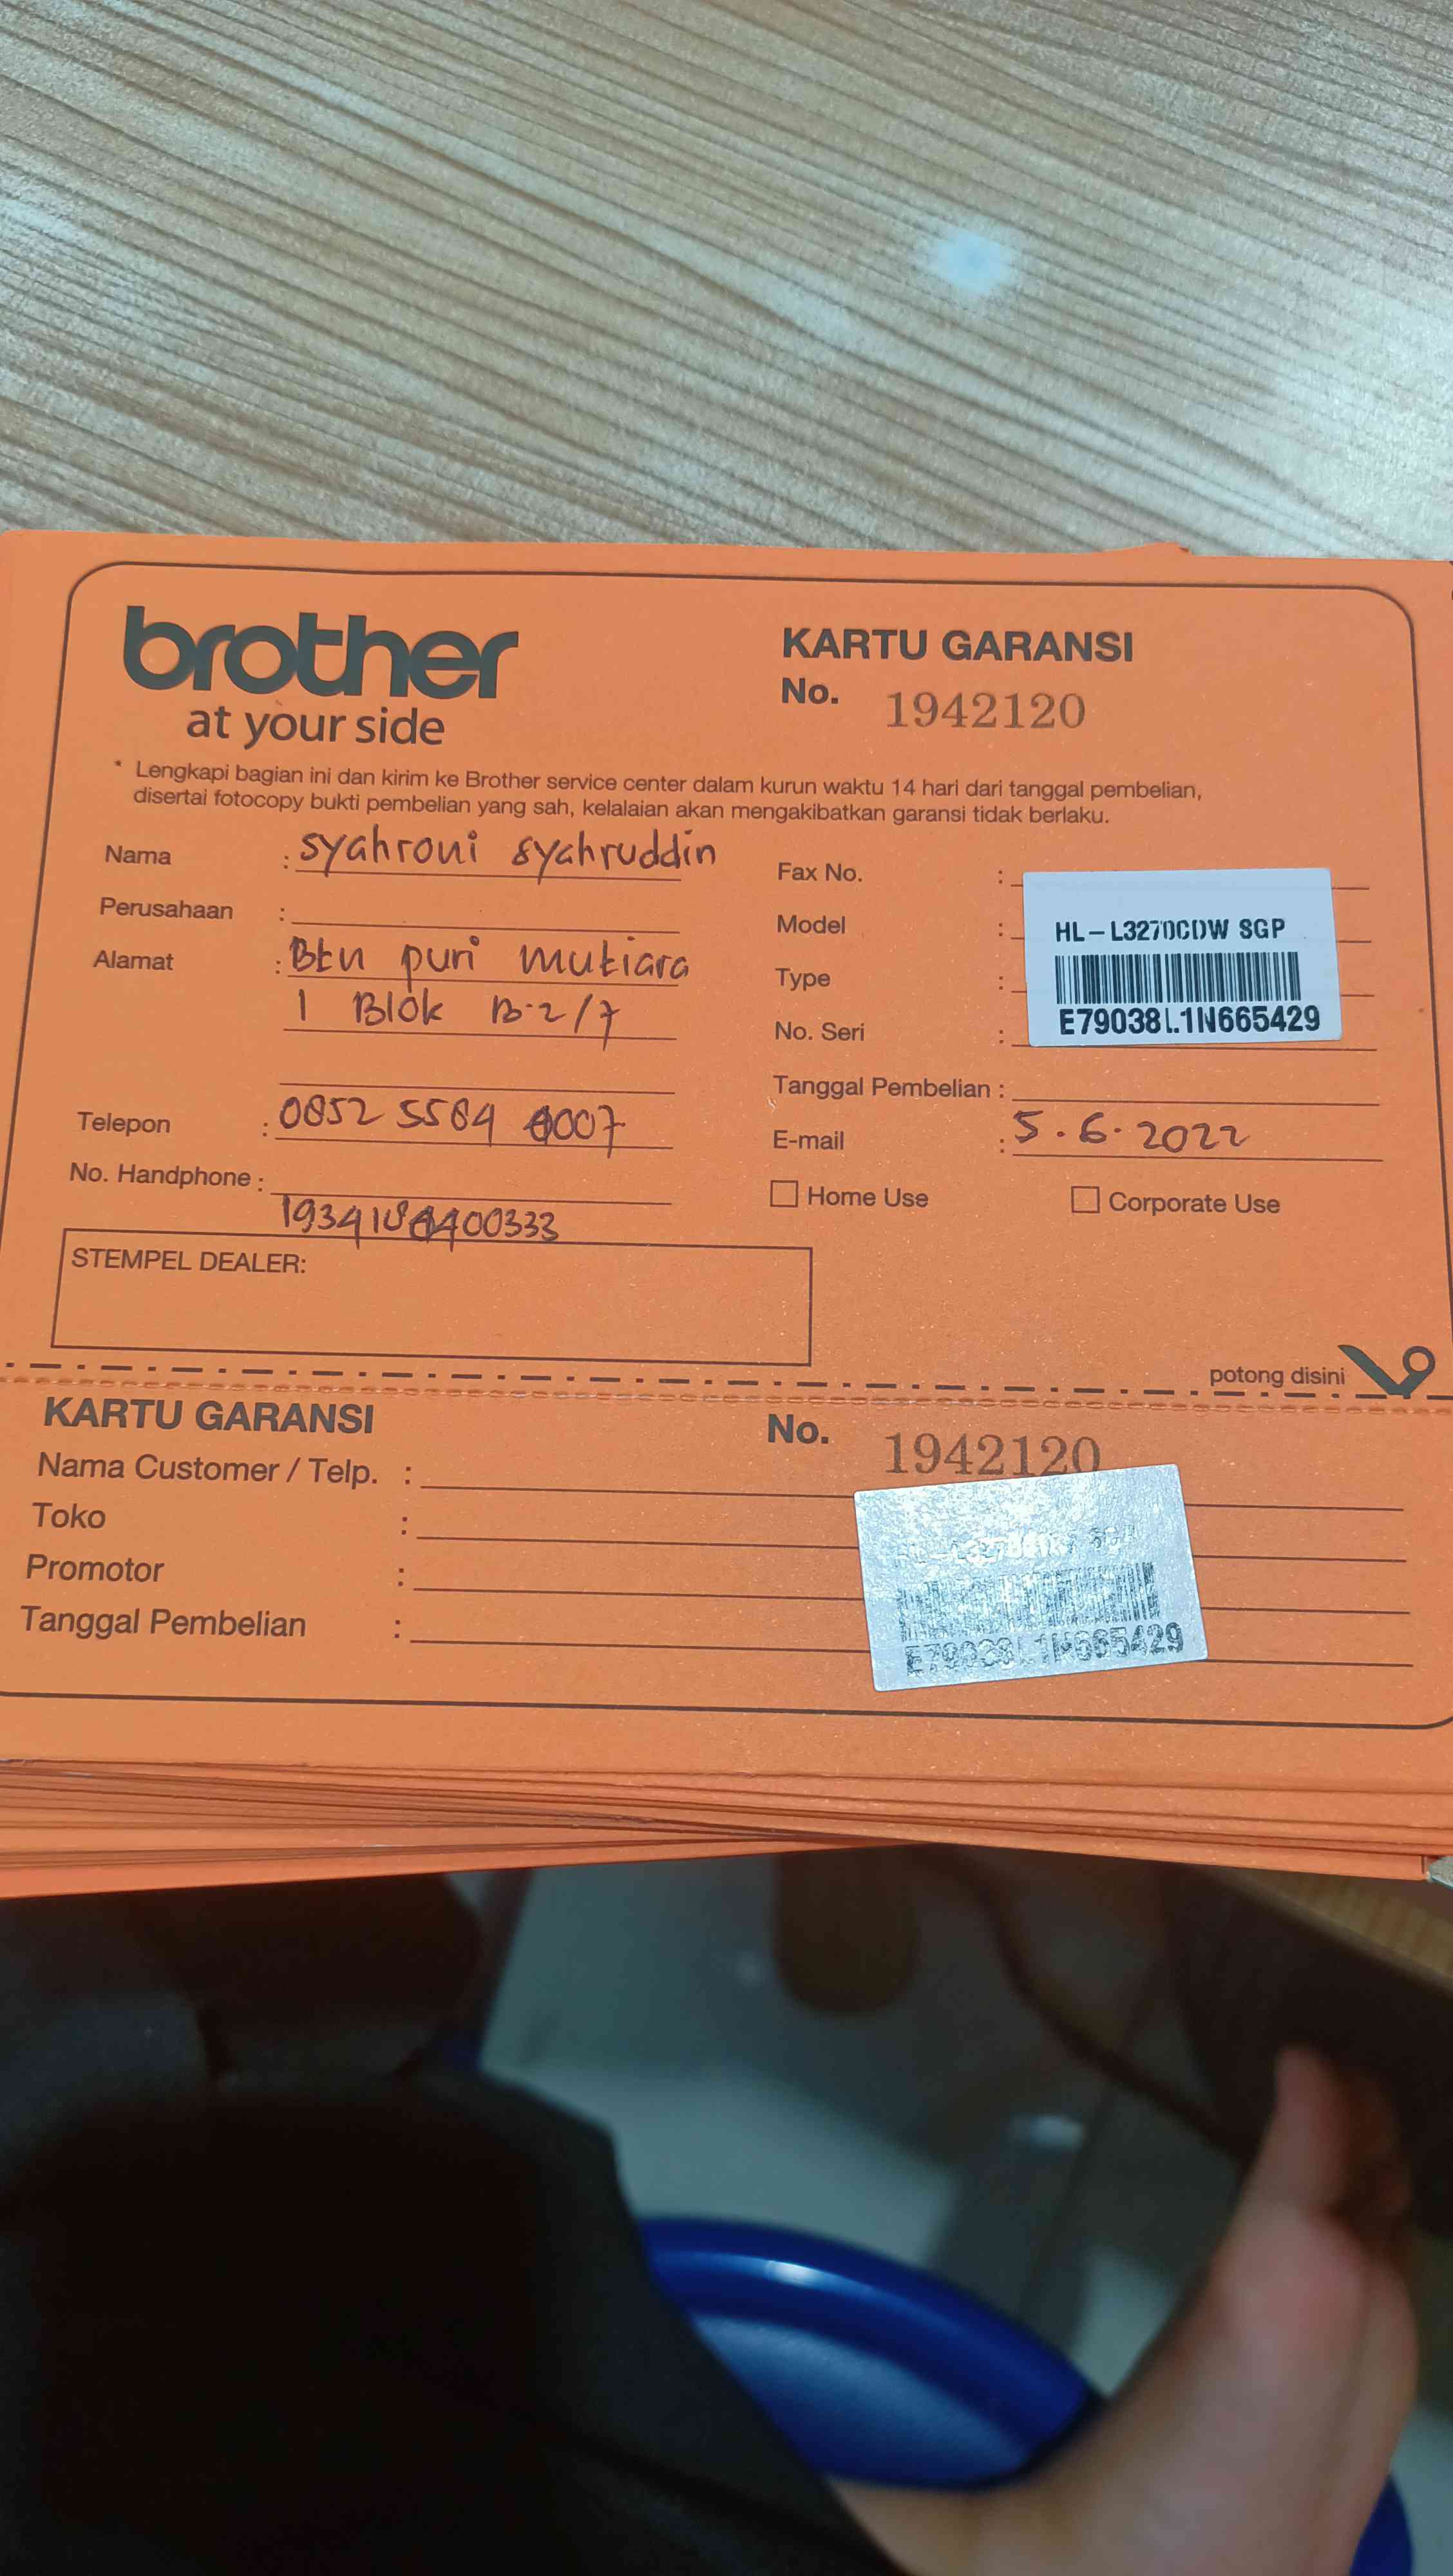 brother
at your side
KARTU GARANSI
No. 1942120
* Lengkapi bagian ini dan kirim ke Brother service center dalam kurun waktu 14 hari dari tanggal pembelian,
disertai fotocopy bukti pembelian yang sah, kelalaian akan mengakibatkan garansi tidak berlaku.
Nama : Syahroni Syahruddin
Perusahaan :
Alamat : Btn puri mutiara
1 Blok B-2/7
Telepon : 0852 5564 0007
No. Handphone :
Fax No. :
Model : HL-L3270CDW SGP
Type :
No. Seri : E79038L1N665429
Tanggal Pembelian :
E-mail : 5.6.2022
Home Use
Corporate Use
STEMPEL DEALER:
potong disini
KARTU GARANSI
No. 1942120
Nama Customer / Telp. :
Toko :
Promotor :
Tanggal Pembelian :
E79038L1N665429